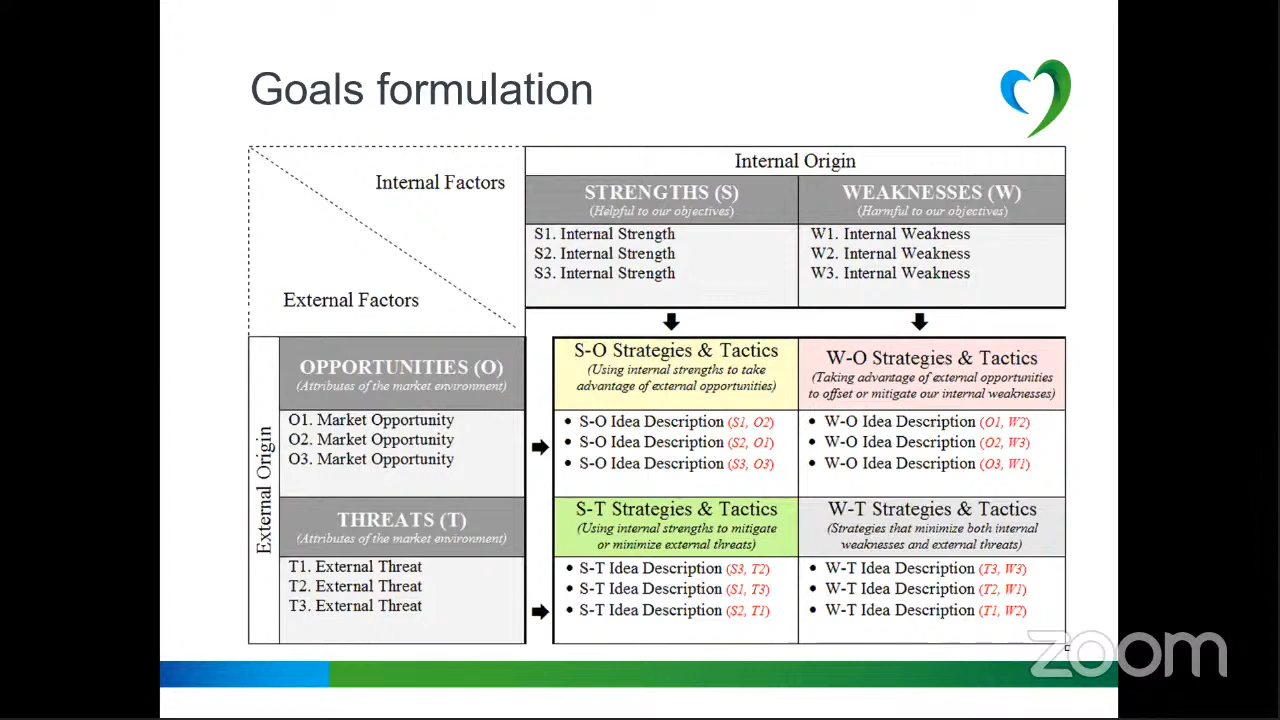 Goals formulation
Internal Factors
External Factors
Internal Origin
STRENGTHS (S)
(Helpful to our objectives)
WEAKNESSES (W)
(Harmful to our objectives)
S1. Internal Strength
S2. Internal Strength
S3. Internal Strength
W1. Internal Weakness
W2. Internal Weakness
W3. Internal Weakness
External Origin
OPPORTUNITIES (O)
(Attributes of the market environment)
O1. Market Opportunity
O2. Market Opportunity
O3. Market Opportunity
S-O Strategies & Tactics
(Using internal strengths to take
advantage of external opportunities)
• S-O Idea Description (S1, O2)
• S-O Idea Description (S2, O1)
• S-O Idea Description (S3, O3)
W-O Strategies & Tactics
(Taking advantage of external opportunities
to offset or mitigate our internal weaknesses)
• W-O Idea Description (O1, W2)
• W-O Idea Description (O2, W3)
• W-O Idea Description (O3, W1)
THREATS (T)
(Attributes of the market environment)
T1. External Threat
T2. External Threat
T3. External Threat
S-T Strategies & Tactics
(Using internal strengths to mitigate
or minimize external threats)
• S-T Idea Description (S3, T2)
• S-T Idea Description (S1, T3)
• S-T Idea Description (S2, T1)
W-T Strategies & Tactics
(Strategies that minimize both internal
weaknesses and external threats)
• W-T Idea Description (T3, W3)
• W-T Idea Description (T2, W1)
• W-T Idea Description (T1, W2)
zoom